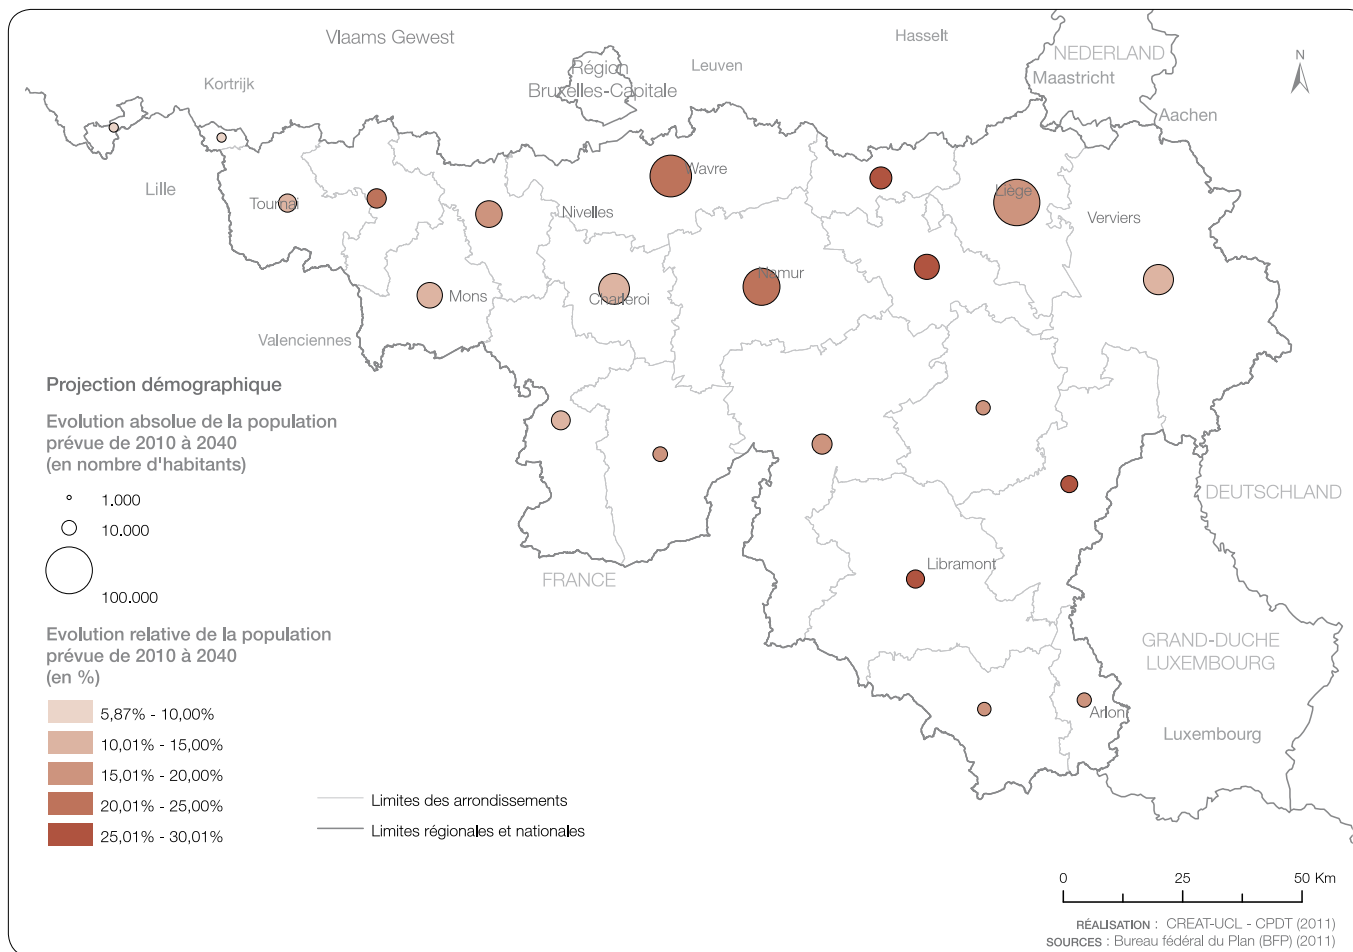 Vlaams Gewest
Hasselt
NEDERLAND
Maastricht
N
Région
Bruxelles-Capitale
Leuven
Kortrijk
Aachen
Lille
Wavre
Tournai
Nivelles
Liège
Verviers
Mons
Charleroi
Namur
Valenciennes
Projection démographique
Evolution absolue de la population
prévue de 2010 à 2040
(en nombre d'habitants)
1.000
10.000
100.000
DEUTSCHLAND
FRANCE
Libramont
GRAND-DUCHE
LUXEMBOURG
Arlon
Luxembourg
Evolution relative de la population
prévue de 2010 à 2040
(en %)
5,87% - 10,00%
10,01% - 15,00%
15,01% - 20,00%
20,01% - 25,00%
25,01% - 30,01%
Limites des arrondissements
Limites régionales et nationales
0 25 50 Km
RÉALISATION : CREAT-UCL - CPDT (2011)
SOURCES : Bureau fédéral du Plan (BFP) (2011)